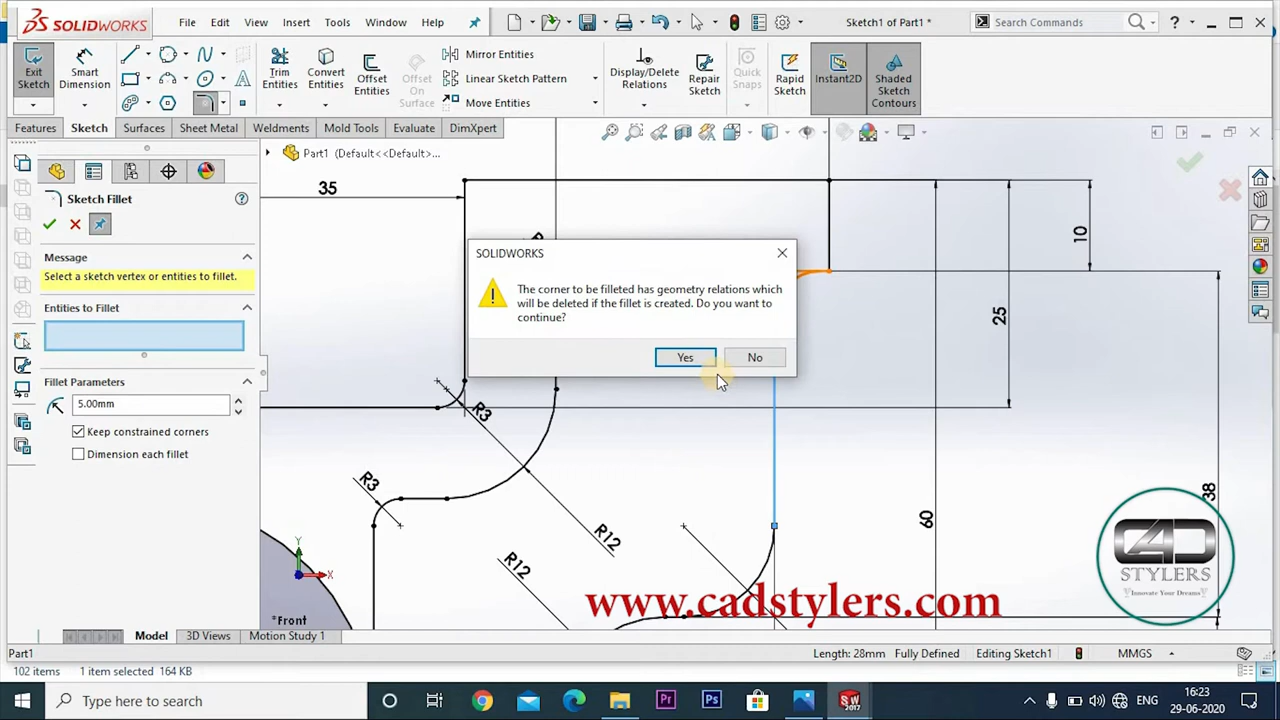 SOLIDWORKS
File Edit View Insert Tools Window Help
Sketch1 of Part1 *
Search Commands
?
Exit Sketch
Smart Dimension
Trim Entities
Convert Entities
Offset Entities
Offset On Surface
Mirror Entities
Linear Sketch Pattern
Move Entities
Display/Delete Relations
Repair Sketch
Quick Snaps
Rapid Sketch
Instant2D
Shaded Sketch Contours
Features Sketch Surfaces Sheet Metal Weldments Mold Tools Evaluate DimXpert
Part1 (Default<<Default>...
Sketch Fillet
Message
Select a sketch vertex or entities to fillet.
Entities to Fillet
Fillet Parameters
5.00mm
Keep constrained corners
Dimension each fillet
35
10
25
SOLIDWORKS
The corner to be filleted has geometry relations which
will be deleted if the fillet is created. Do you want to
continue?
Yes No
R3
R3
R12
R12
60
38
Y
X
*Front
CAD
STYLERS
Innovate Your Dreams
www.cadstylers.com
Model 3D Views Motion Study 1
Part1
Length: 28mm Fully Defined Editing Sketch1 MMGS
102 items 1 item selected 164 KB
Type here to search
Pr
Ps
SW
2017
ENG
16:23
29-06-2020